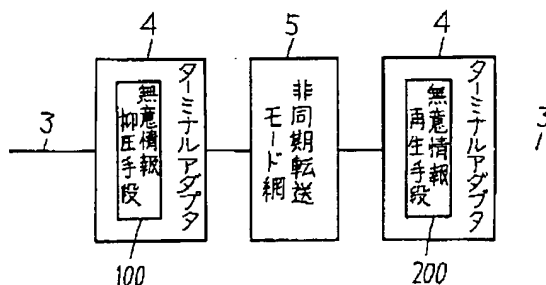 4
5
4
3
3
ターミナルアダプタ
無意情報
抑圧手段
非同期転送
モード網
ターミナルアダプタ
無意情報
再生手段
100
200